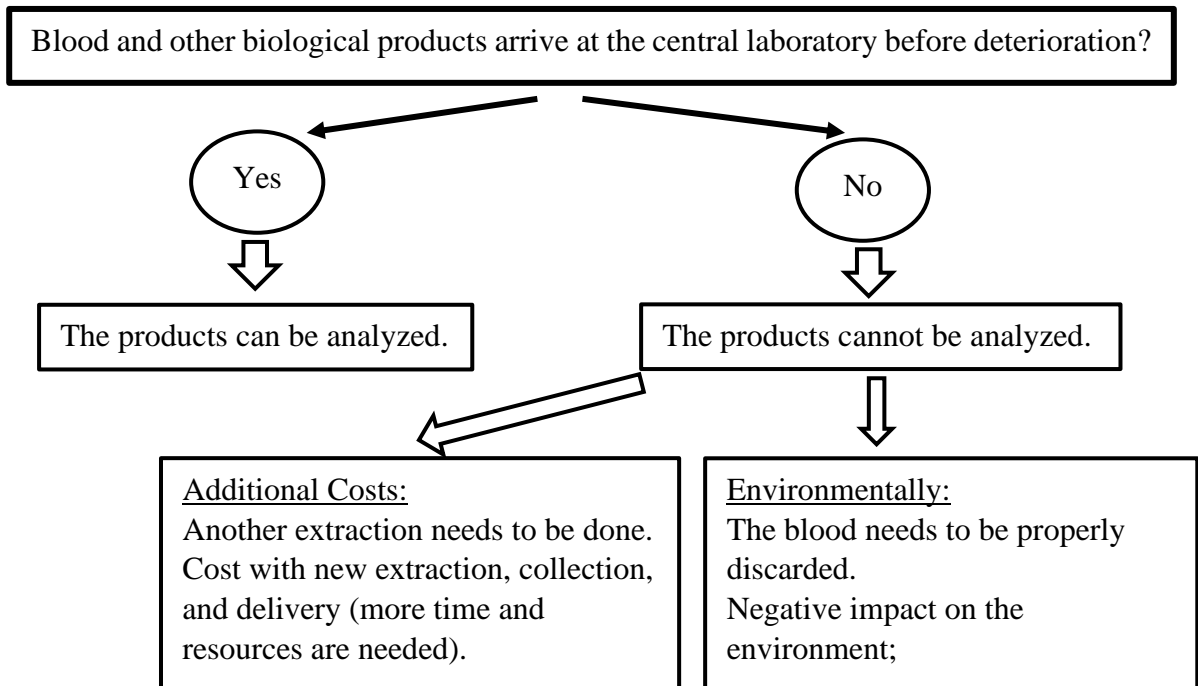 Blood and other biological products arrive at the central laboratory before deterioration?
Yes
No
The products can be analyzed.
The products cannot be analyzed.
Additional Costs:
Another extraction needs to be done.
Cost with new extraction, collection,
and delivery (more time and
resources are needed).
Environmentally:
The blood needs to be properly
discarded.
Negative impact on the
environment;